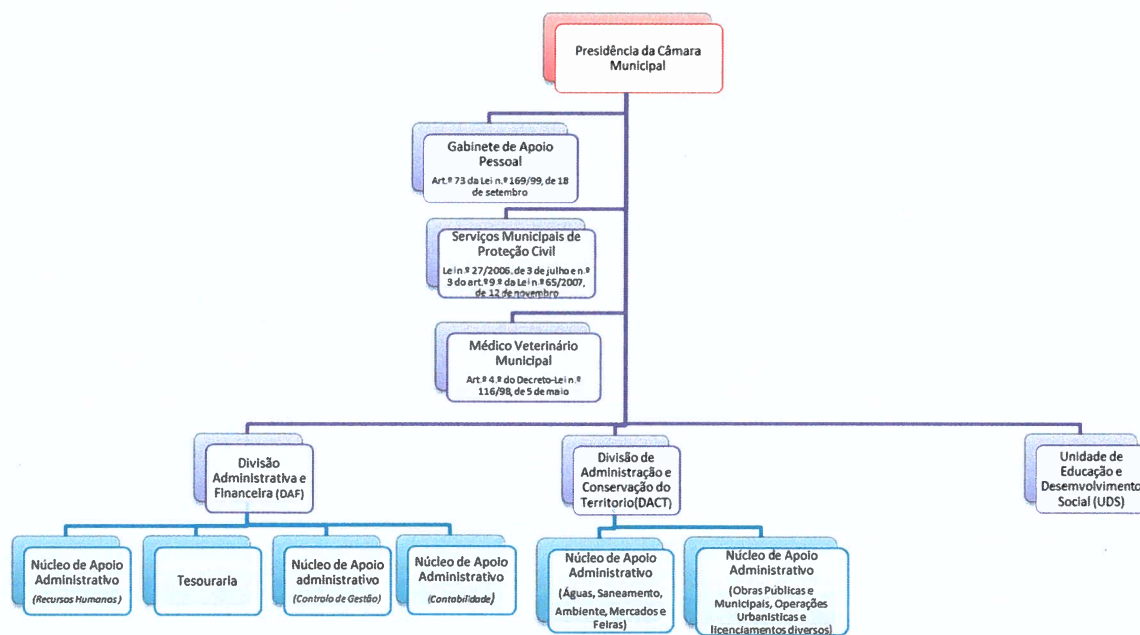 Presidência da Câmara
Municipal
Gabinete de Apoio
Pessoal
Art.º 73 da Lei n.º 169/99, de 18
de setembro
Serviços Municipais de
Proteção Civil
Lei n.º 27/2006, de 3 de julho e n.º
3 do art.º 9.º da Lei n.º 65/2007,
de 12 de novembro
Médico Veterinário
Municipal
Art.º 4.º do Decreto-Lei n.º
116/98, de 5 de maio
Divisão
Administrativa e
Financeira (DAF)
Divisão de
Administração e
Conservação do
Territorio(DACT)
Unidade de
Educação e
Desenvolvimento
Social (UDS)
Núcleo de Apoio
Administrativo
(Recursos Humanos)
Tesouraria
Núcleo de Apoio
administrativo
(Controlo de Gestão)
Núcleo de Apoio
Administrativo
(Contabilidade)
Núcleo de Apoio
Administrativo
(Águas, Saneamento,
Ambiente, Mercados e
Feiras)
Núcleo de Apoio
Administrativo
(Obras Públicas e
Municipais, Operações
Urbanisticas e
licenciamentos diversos)